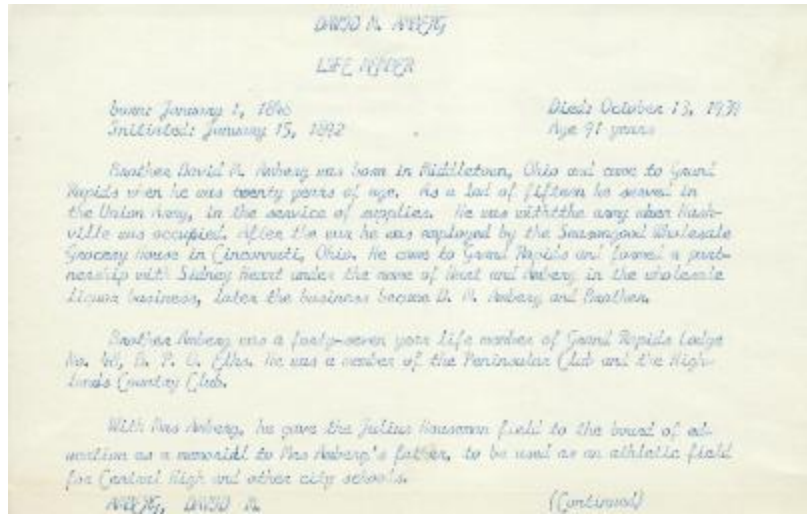 DAVID M. AMBERG
LIFE MEMBER
Born: January 1, 1848 Died: October 13, 1939
Initiated: January 15, 1892 Age 91 years
Brother David M. Amberg was born in Middletown, Ohio and came to Grand
Rapids when he was twenty years of age. As a lad of fifteen he served in
the Union Army, in the service of supplies. He was withthe army when Nash-
ville was occupied. After the war he was employed by the Seasongood Wholesale
Grocery House in Cincinnati, Ohio. He came to Grand Rapids and formed a part-
nership with Sidney Heart under the name of Hart and Amberg in the wholesale
liquor business, later the business became D. M. Amberg and Brother.
Brother Amberg was a forty-seven year life member of Grand Rapids Lodge
No. 48, B. P. O. Elks. He was a member of the Peninsular Club and the High-
lands Country Club.
With Mrs Amberg, he gave the Julius Houseman field to the board of ed-
ucation as a memorial to Mrs Amberg's father, to be used as an athletic field
for Central High and other city schools.
AMBERG, DAVID M. (Continued)